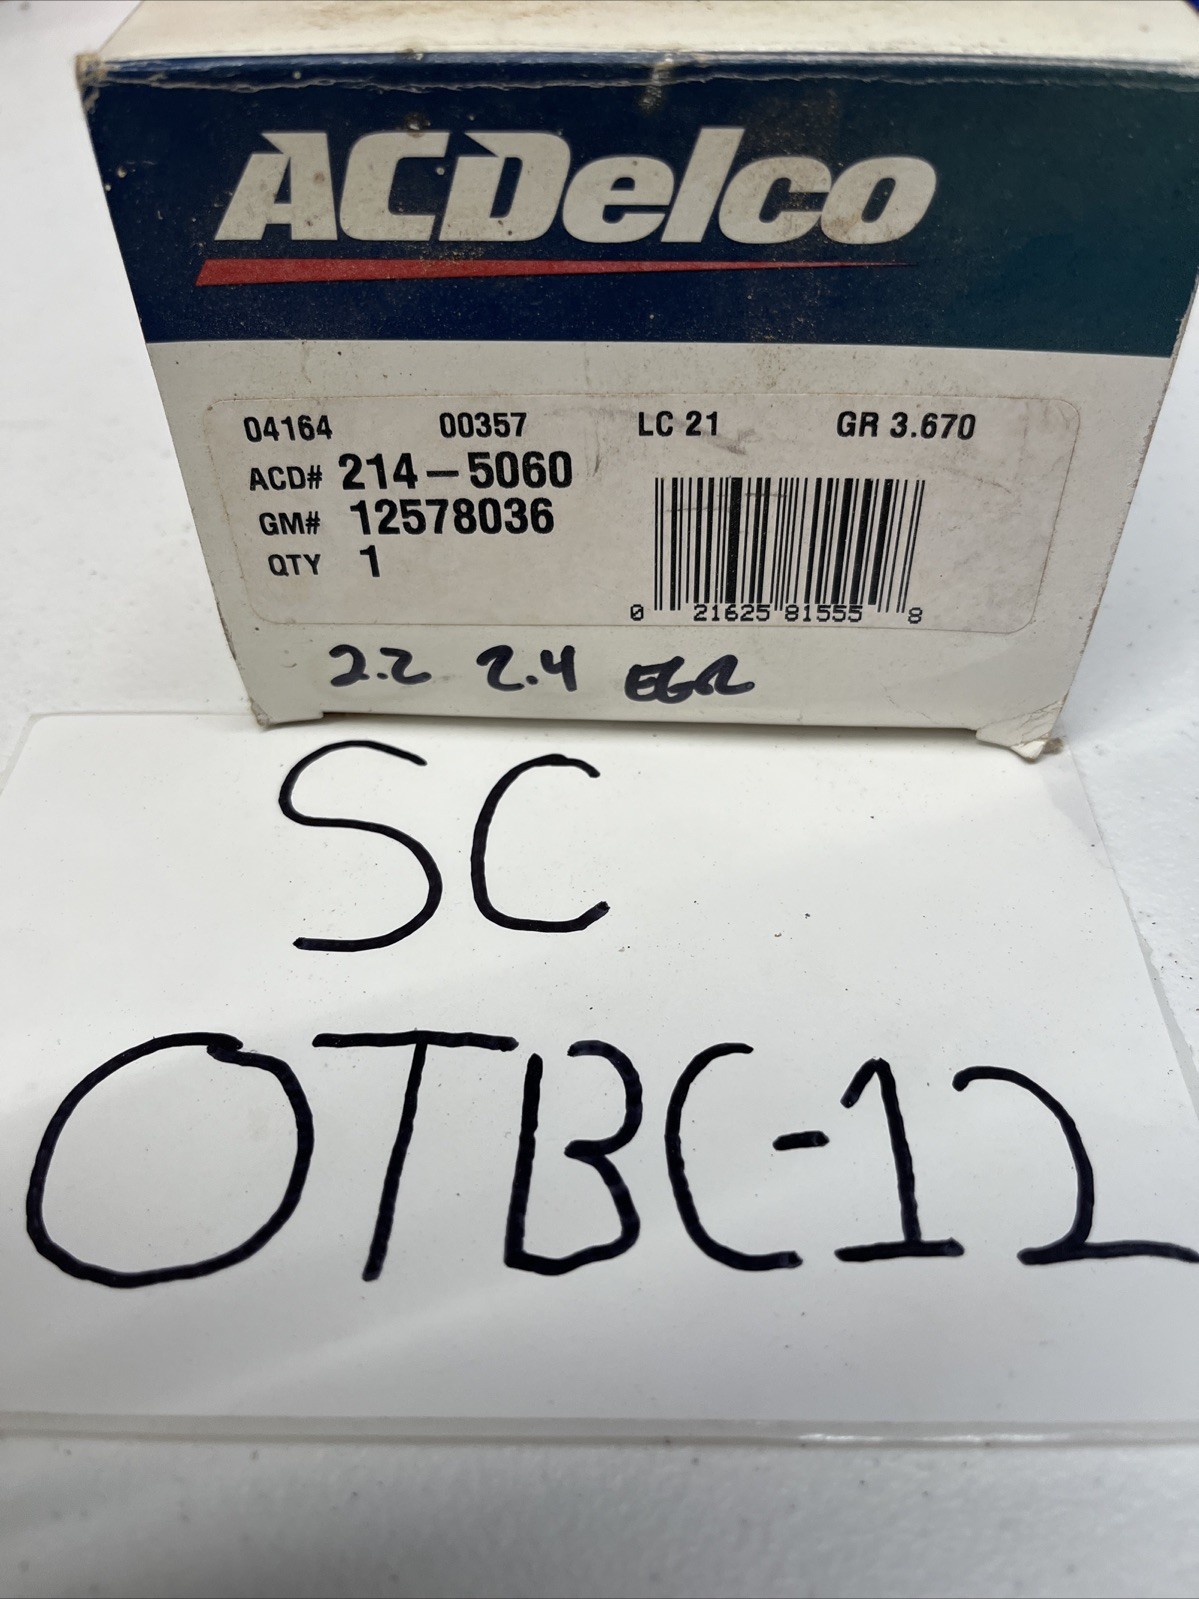 ACDelco
04164 00357 LC 21 GR 3.670
ACD# 214-5060
GM# 12578036
QTY 1
0 21625 81555 8
2.2 2.4 EGR
SC
OTBC-12